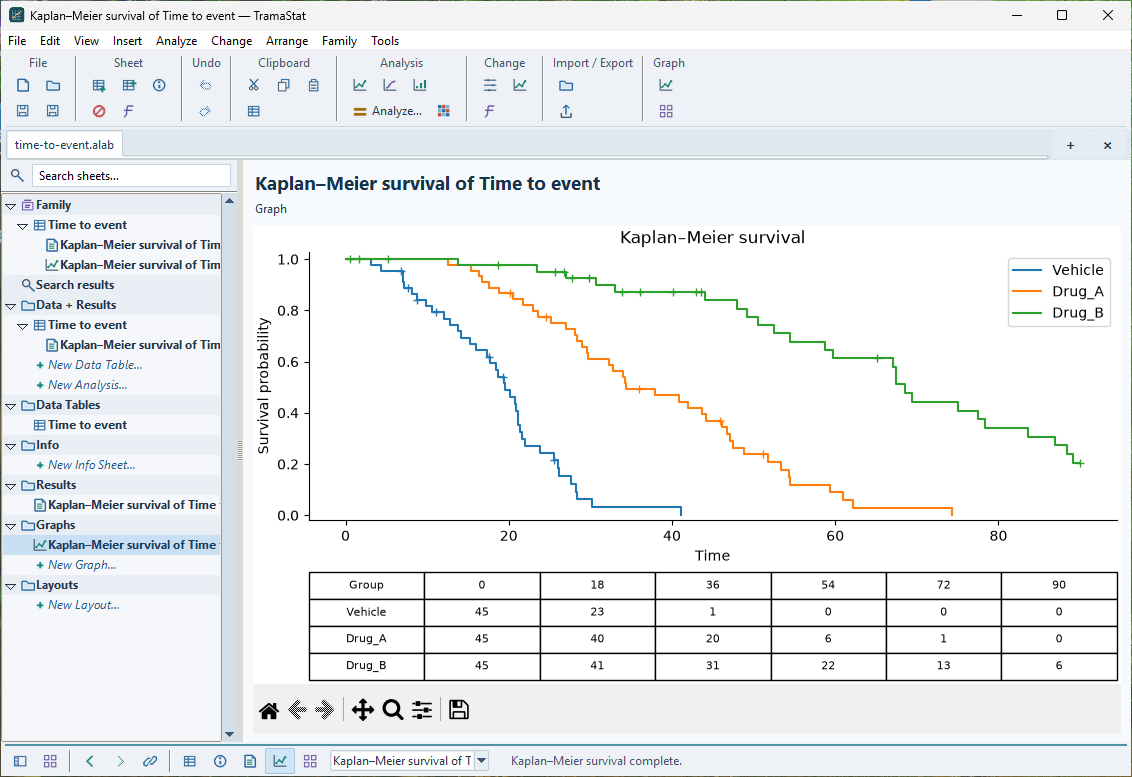 Kaplan–Meier survival of Time to event — TramaStat
File Edit View Insert Analyze Change Arrange Family Tools
File Sheet Undo Clipboard Analysis Change Import / Export Graph
Analyze...
time-to-event.alab
+ ×
Search sheets...
Family
Time to event
Kaplan–Meier survival of Tim
Kaplan–Meier survival of Tim
Search results
Data + Results
Time to event
Kaplan–Meier survival of Tim
+ New Data Table...
+ New Analysis...
Data Tables
Time to event
Info
+ New Info Sheet...
Results
Kaplan–Meier survival of Time
Graphs
Kaplan–Meier survival of Time
+ New Graph...
Layouts
+ New Layout...
Kaplan–Meier survival of Time to event
Graph
Kaplan–Meier survival
Survival probability
1.0
0.8
0.6
0.4
0.2
0.0
Vehicle
Drug_A
Drug_B
0 20 40 60 80
Time
Group 0 18 36 54 72 90
Vehicle 45 23 1 0 0 0
Drug_A 45 40 20 6 1 0
Drug_B 45 41 31 22 13 6
Kaplan–Meier survival of T
Kaplan–Meier survival complete.